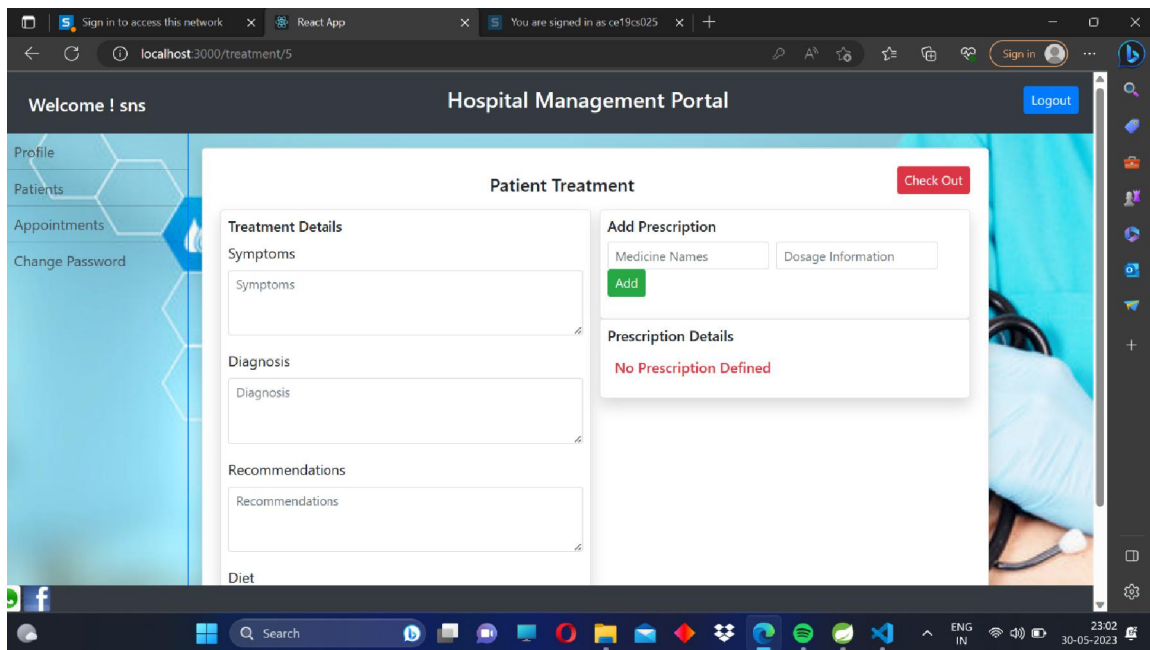 Sign in to access this network
React App
You are signed in as ce19cs025
localhost:3000/treatment/5
Sign in
Welcome ! sns
Hospital Management Portal
Logout
Profile
Patients
Appointments
Change Password
Patient Treatment
Check Out
Treatment Details
Symptoms
Symptoms
Diagnosis
Diagnosis
Recommendations
Recommendations
Diet
Add Prescription
Medicine Names
Dosage Information
Add
Prescription Details
No Prescription Defined
Search
ENG
IN
23:02
30-05-2023